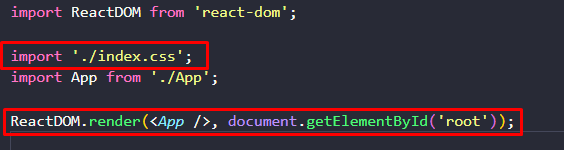 import ReactDOM from 'react-dom';
import './index.css';
import App from './App';
ReactDOM.render(<App />, document.getElementById('root'));